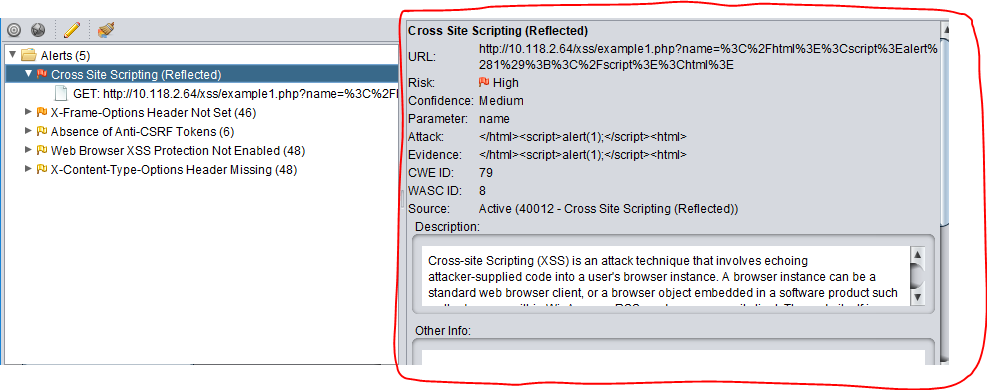 Alerts (5)
Cross Site Scripting (Reflected)
GET: http://10.118.2.64/xss/example1.php?name=%3C%2Fl
X-Frame-Options Header Not Set (46)
Absence of Anti-CSRF Tokens (6)
Web Browser XSS Protection Not Enabled (48)
X-Content-Type-Options Header Missing (48)
Cross Site Scripting (Reflected)
URL: http://10.118.2.64/xss/example1.php?name=%3C%2Fhtml%3E%3Cscript%3Ealert%
281%29%3B%3C%2Fscript%3E%3Chtml%3E
Risk: High
Confidence: Medium
Parameter: name
Attack: </html><script>alert(1);</script><html>
Evidence: </html><script>alert(1);</script><html>
CWE ID: 79
WASC ID: 8
Source: Active (40012 - Cross Site Scripting (Reflected))
Description:
Cross-site Scripting (XSS) is an attack technique that involves echoing
attacker-supplied code into a user's browser instance. A browser instance can be a
standard web browser client, or a browser object embedded in a software product such
Other Info: